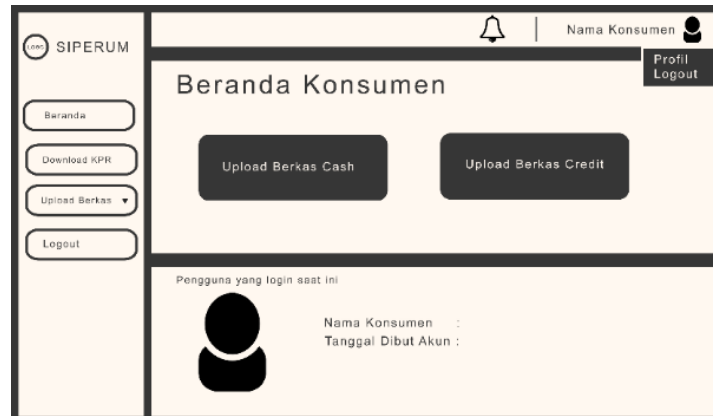 LOGO SIPERUM
Beranda
Download KPR
Upload Berkas
Logout
Nama Konsumen
Profil
Logout
Beranda Konsumen
Upload Berkas Cash
Upload Berkas Credit
Pengguna yang login saat ini
Nama Konsumen :
Tanggal Dibut Akun :